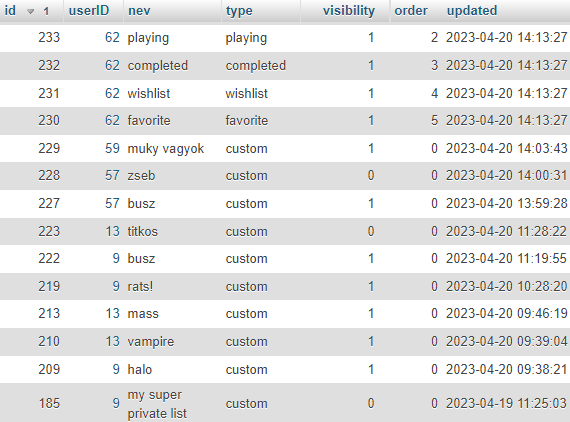 id 1 userID nev type visibility order updated
233 62 playing playing 1 2 2023-04-20 14:13:27
232 62 completed completed 1 3 2023-04-20 14:13:27
231 62 wishlist wishlist 1 4 2023-04-20 14:13:27
230 62 favorite favorite 1 5 2023-04-20 14:13:27
229 59 muky vagyok custom 1 0 2023-04-20 14:03:43
228 57 zseb custom 0 0 2023-04-20 14:00:31
227 57 busz custom 1 0 2023-04-20 13:59:28
223 13 titkos custom 0 0 2023-04-20 11:28:22
222 9 busz custom 1 0 2023-04-20 11:19:55
219 9 rats! custom 1 0 2023-04-20 10:28:20
213 13 mass custom 1 0 2023-04-20 09:46:19
210 13 vampire custom 1 0 2023-04-20 09:39:04
209 9 halo custom 1 0 2023-04-20 09:38:21
185 9 my super private list custom 0 0 2023-04-19 11:25:03